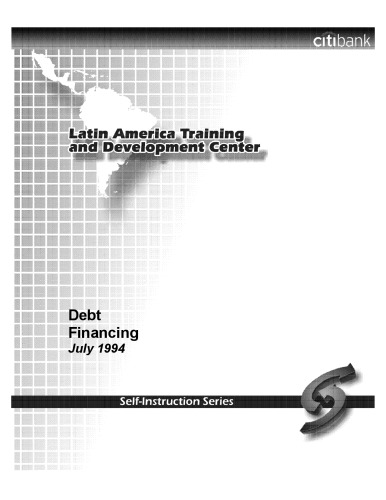 citibank
Latin America Training
and Development Center
Debt
Financing
July 1994
Self-Instruction Series